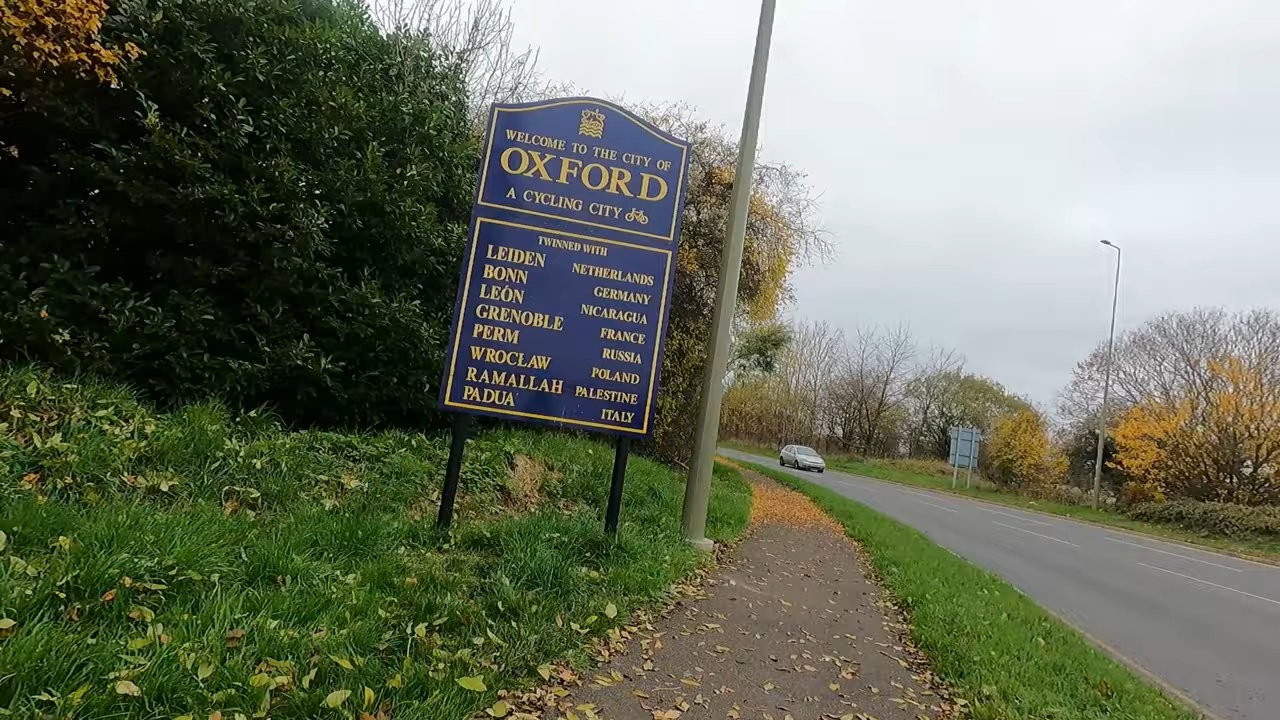 WELCOME TO THE CITY OF
OXFORD
A CYCLING CITY
TWINNED WITH
LEIDEN NETHERLANDS
BONN GERMANY
LEÓN NICARAGUA
GRENOBLE FRANCE
PERM RUSSIA
WROCŁAW POLAND
RAMALLAH PALESTINE
PADUA ITALY